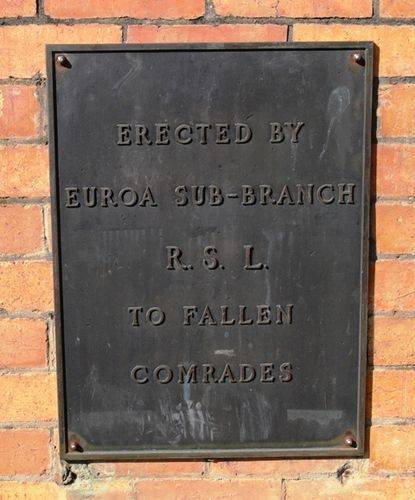 ERECTED BY
EUROA SUB-BRANCH
R. S. L.
TO FALLEN
COMRADES